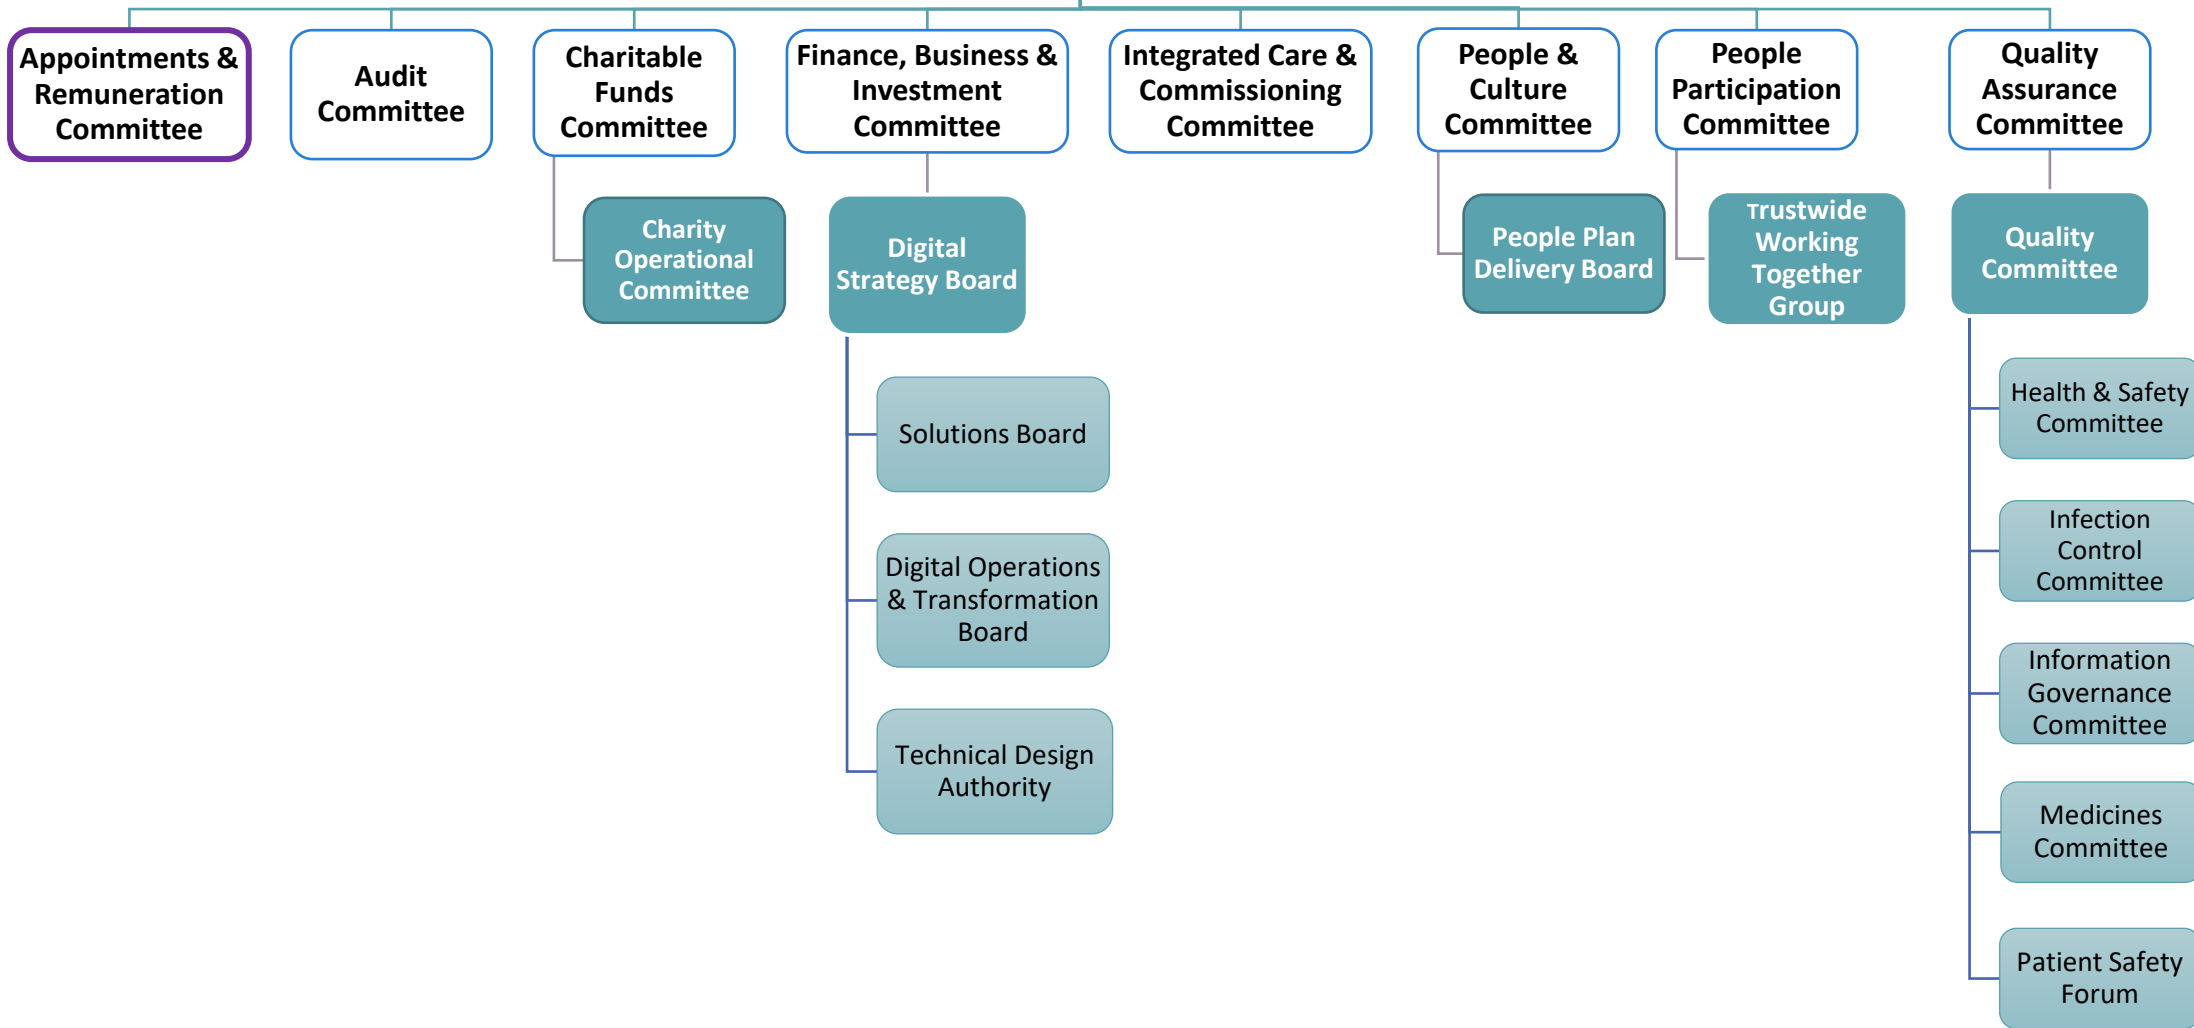 Appointments &
Remuneration
Committee
Audit
Committee
Charitable
Funds
Committee
Finance, Business &
Investment
Committee
Integrated Care &
Commissioning
Committee
People &
Culture
Committee
People
Participation
Committee
Quality
Assurance
Committee
Charity
Operational
Committee
Digital
Strategy Board
People Plan
Delivery Board
Trustwide
Working
Together
Group
Quality
Committee
Solutions Board
Digital Operations
& Transformation
Board
Technical Design
Authority
Health & Safety
Committee
Infection
Control
Committee
Information
Governance
Committee
Medicines
Committee
Patient Safety
Forum